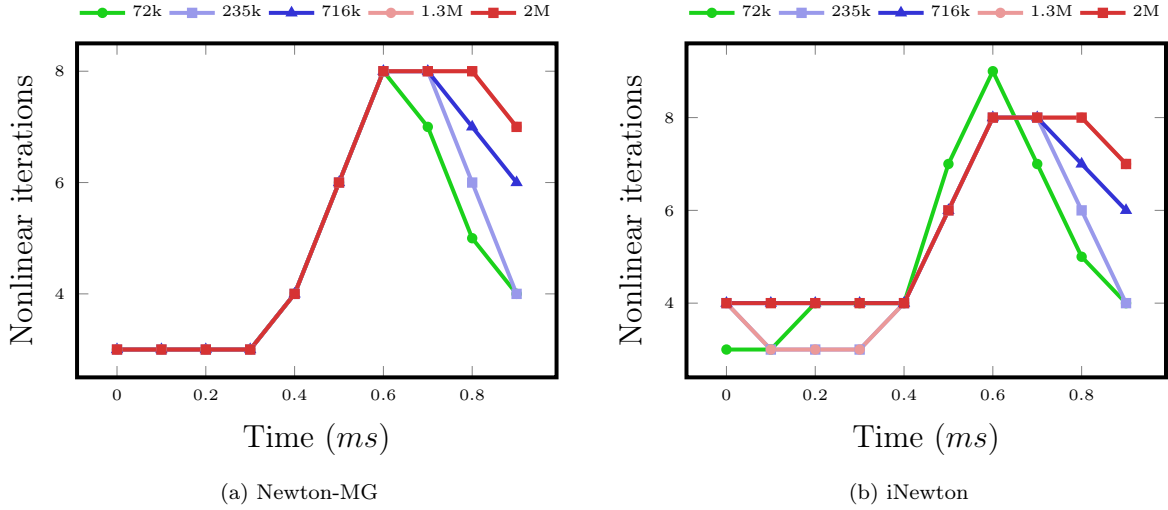 72k 235k 716k 1.3M 2M
8
6
4
Nonlinear iterations
0 0.2 0.4 0.6 0.8
Time (ms)
(a) Newton-MG
72k 235k 716k 1.3M 2M
8
6
4
Nonlinear iterations
0 0.2 0.4 0.6 0.8
Time (ms)
(b) iNewton